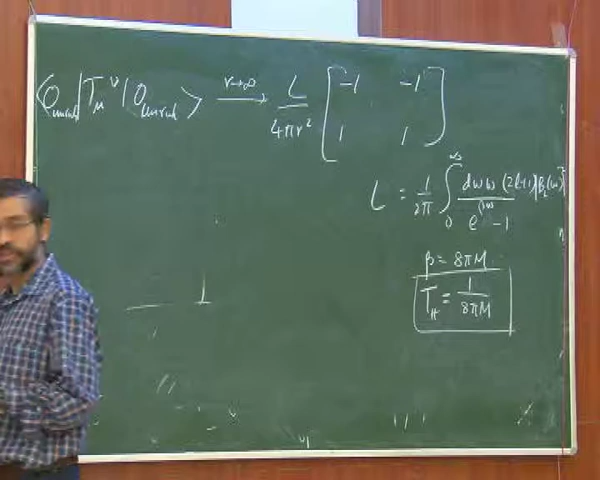 ⟨O_unruh|T_μ^ν|O_unruh⟩ —r→∞→ L/4πr² [ -1 -1
1 1 ]
L = 1/2π ∫_0^∞ dω ω (2l+1)|B_l(ω)|² / e^{βω} - 1
β = 8πM
T_H = 1/8πM